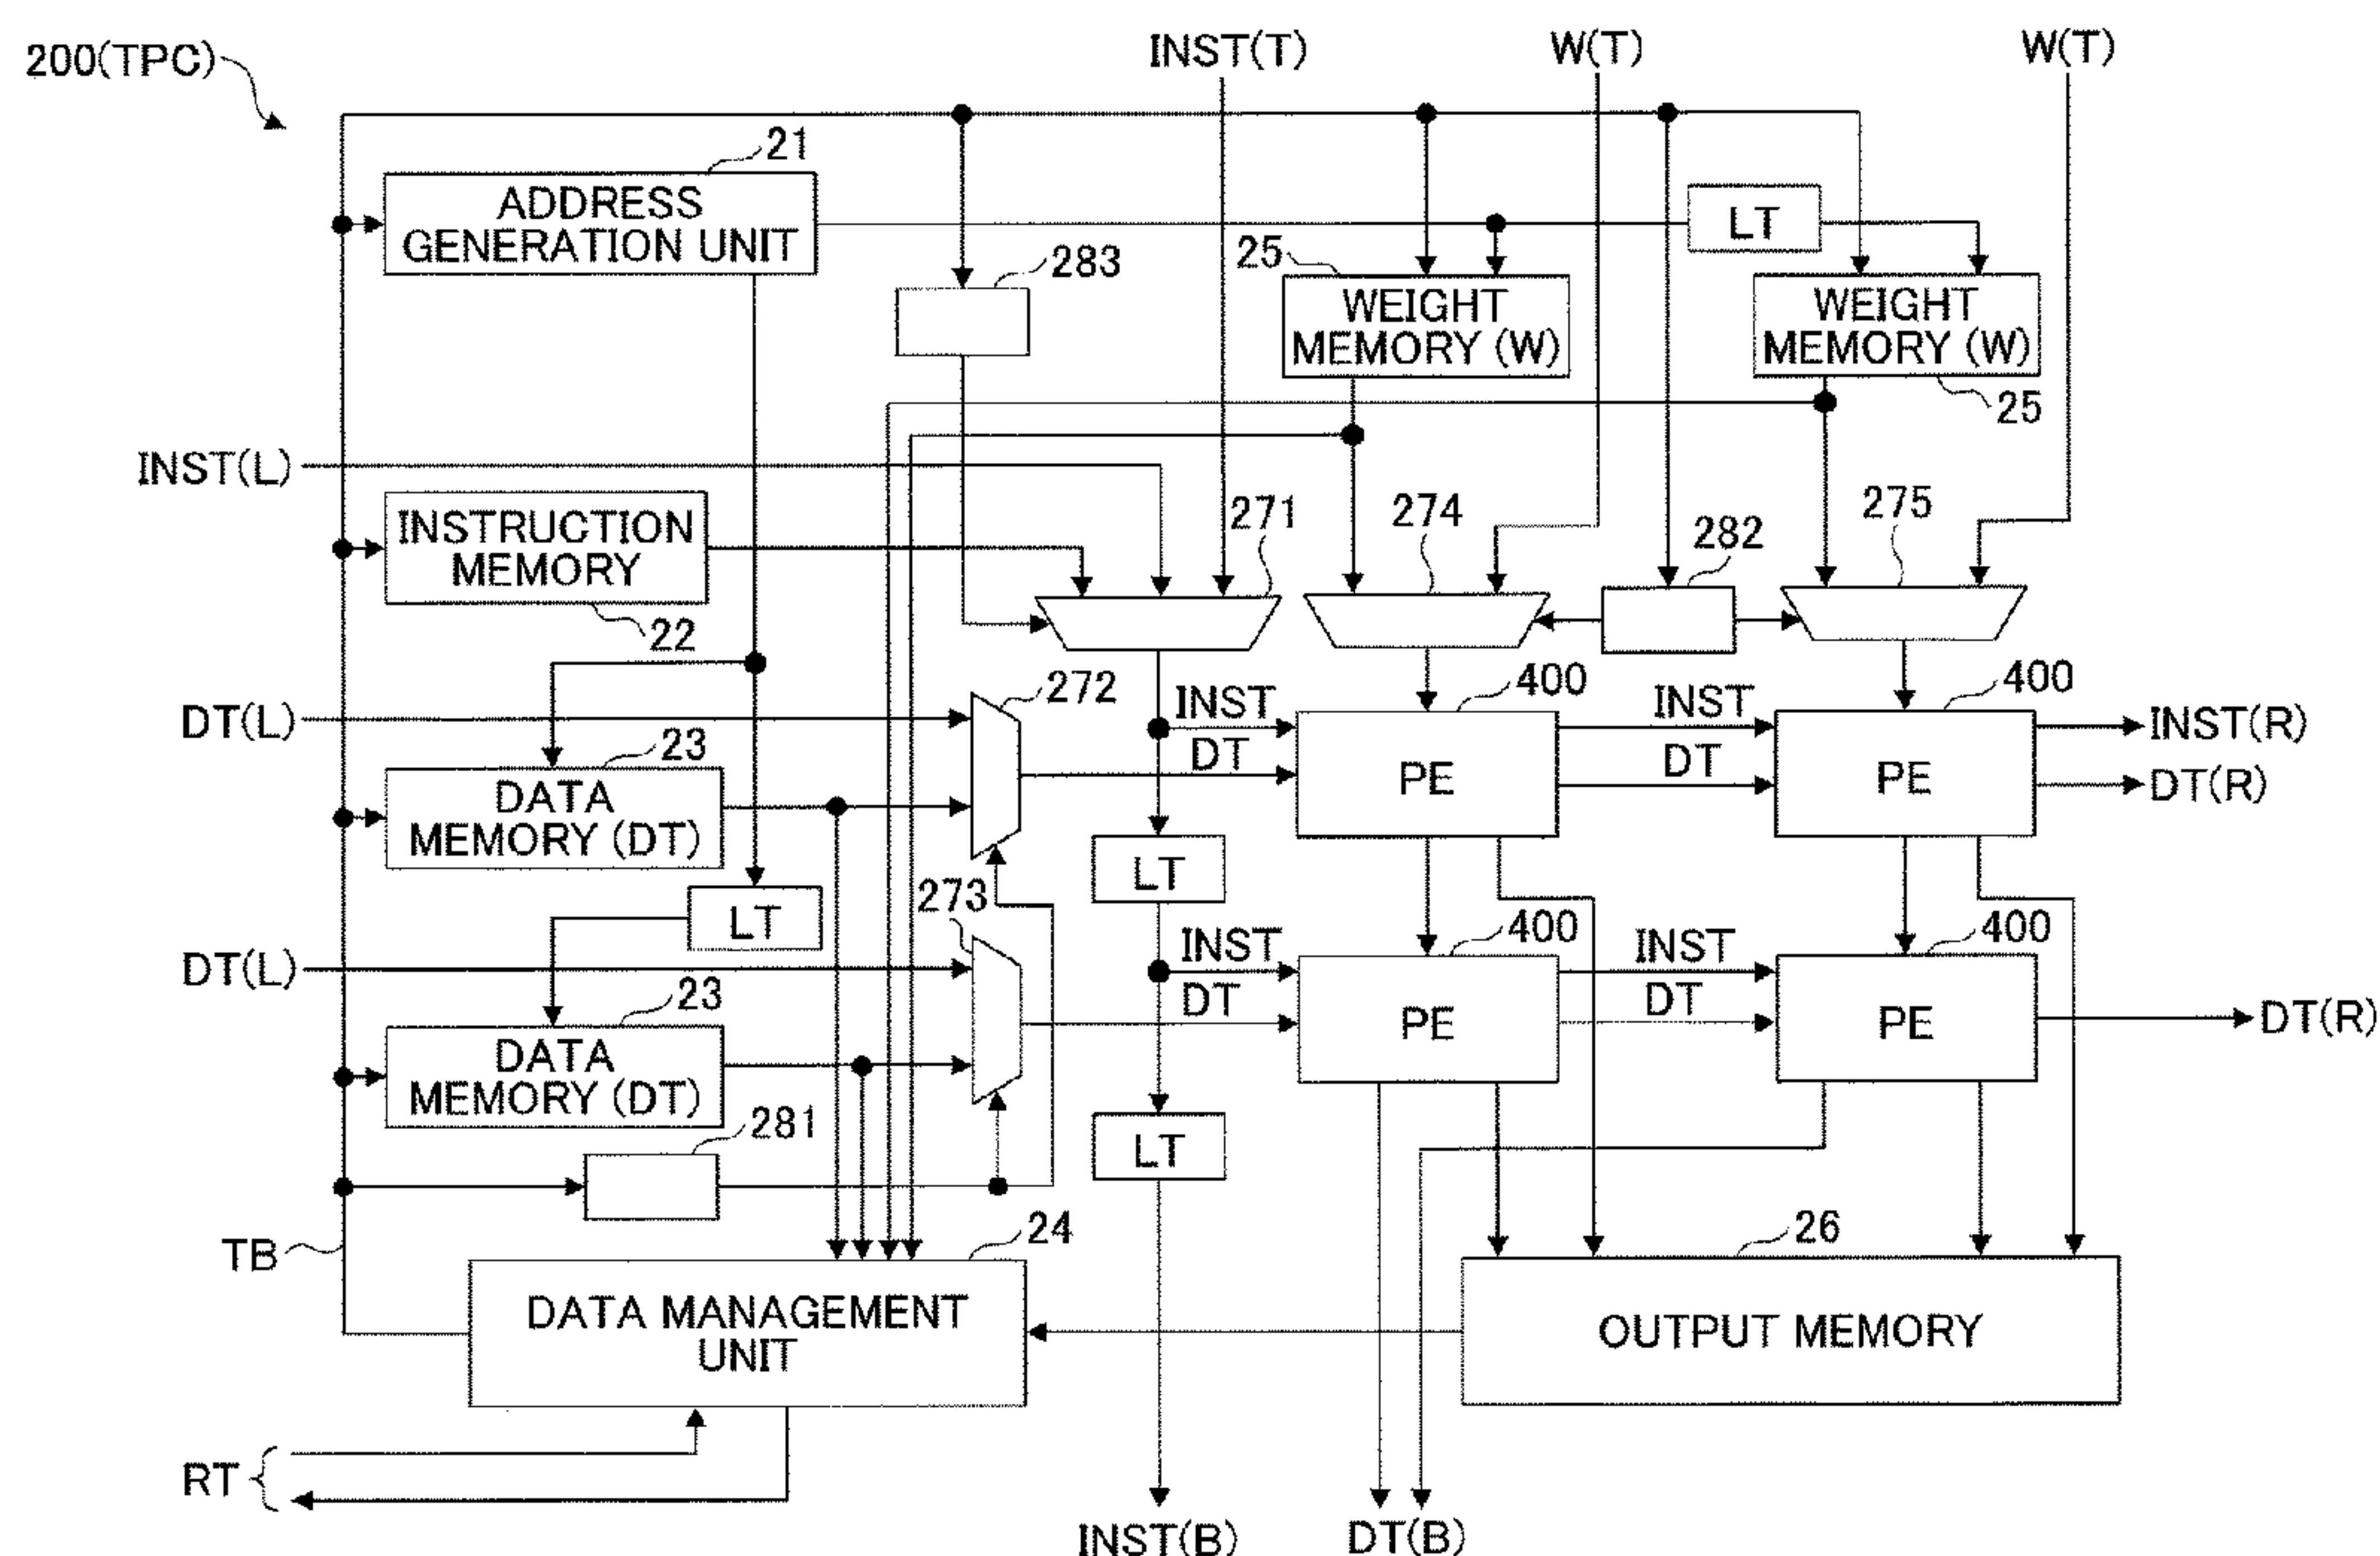 200(TPC)
INST(T)
W(T)
W(T)
21
ADDRESS
GENERATION UNIT
LT
283
25
WEIGHT
MEMORY (W)
WEIGHT
MEMORY (W)
25
INST(L)
INSTRUCTION
MEMORY
22
271
274
282
275
272
400
400
DT(L)
INST
DT
INST
DT
INST(R)
DT(R)
23
DATA
MEMORY (DT)
PE
PE
LT
LT
273
400
400
DT(L)
INST
DT
INST
DT
23
DATA
MEMORY (DT)
PE
PE
DT(R)
281
LT
TB
24
26
DATA MANAGEMENT
UNIT
OUTPUT MEMORY
RT
INST(B)
DT(B)